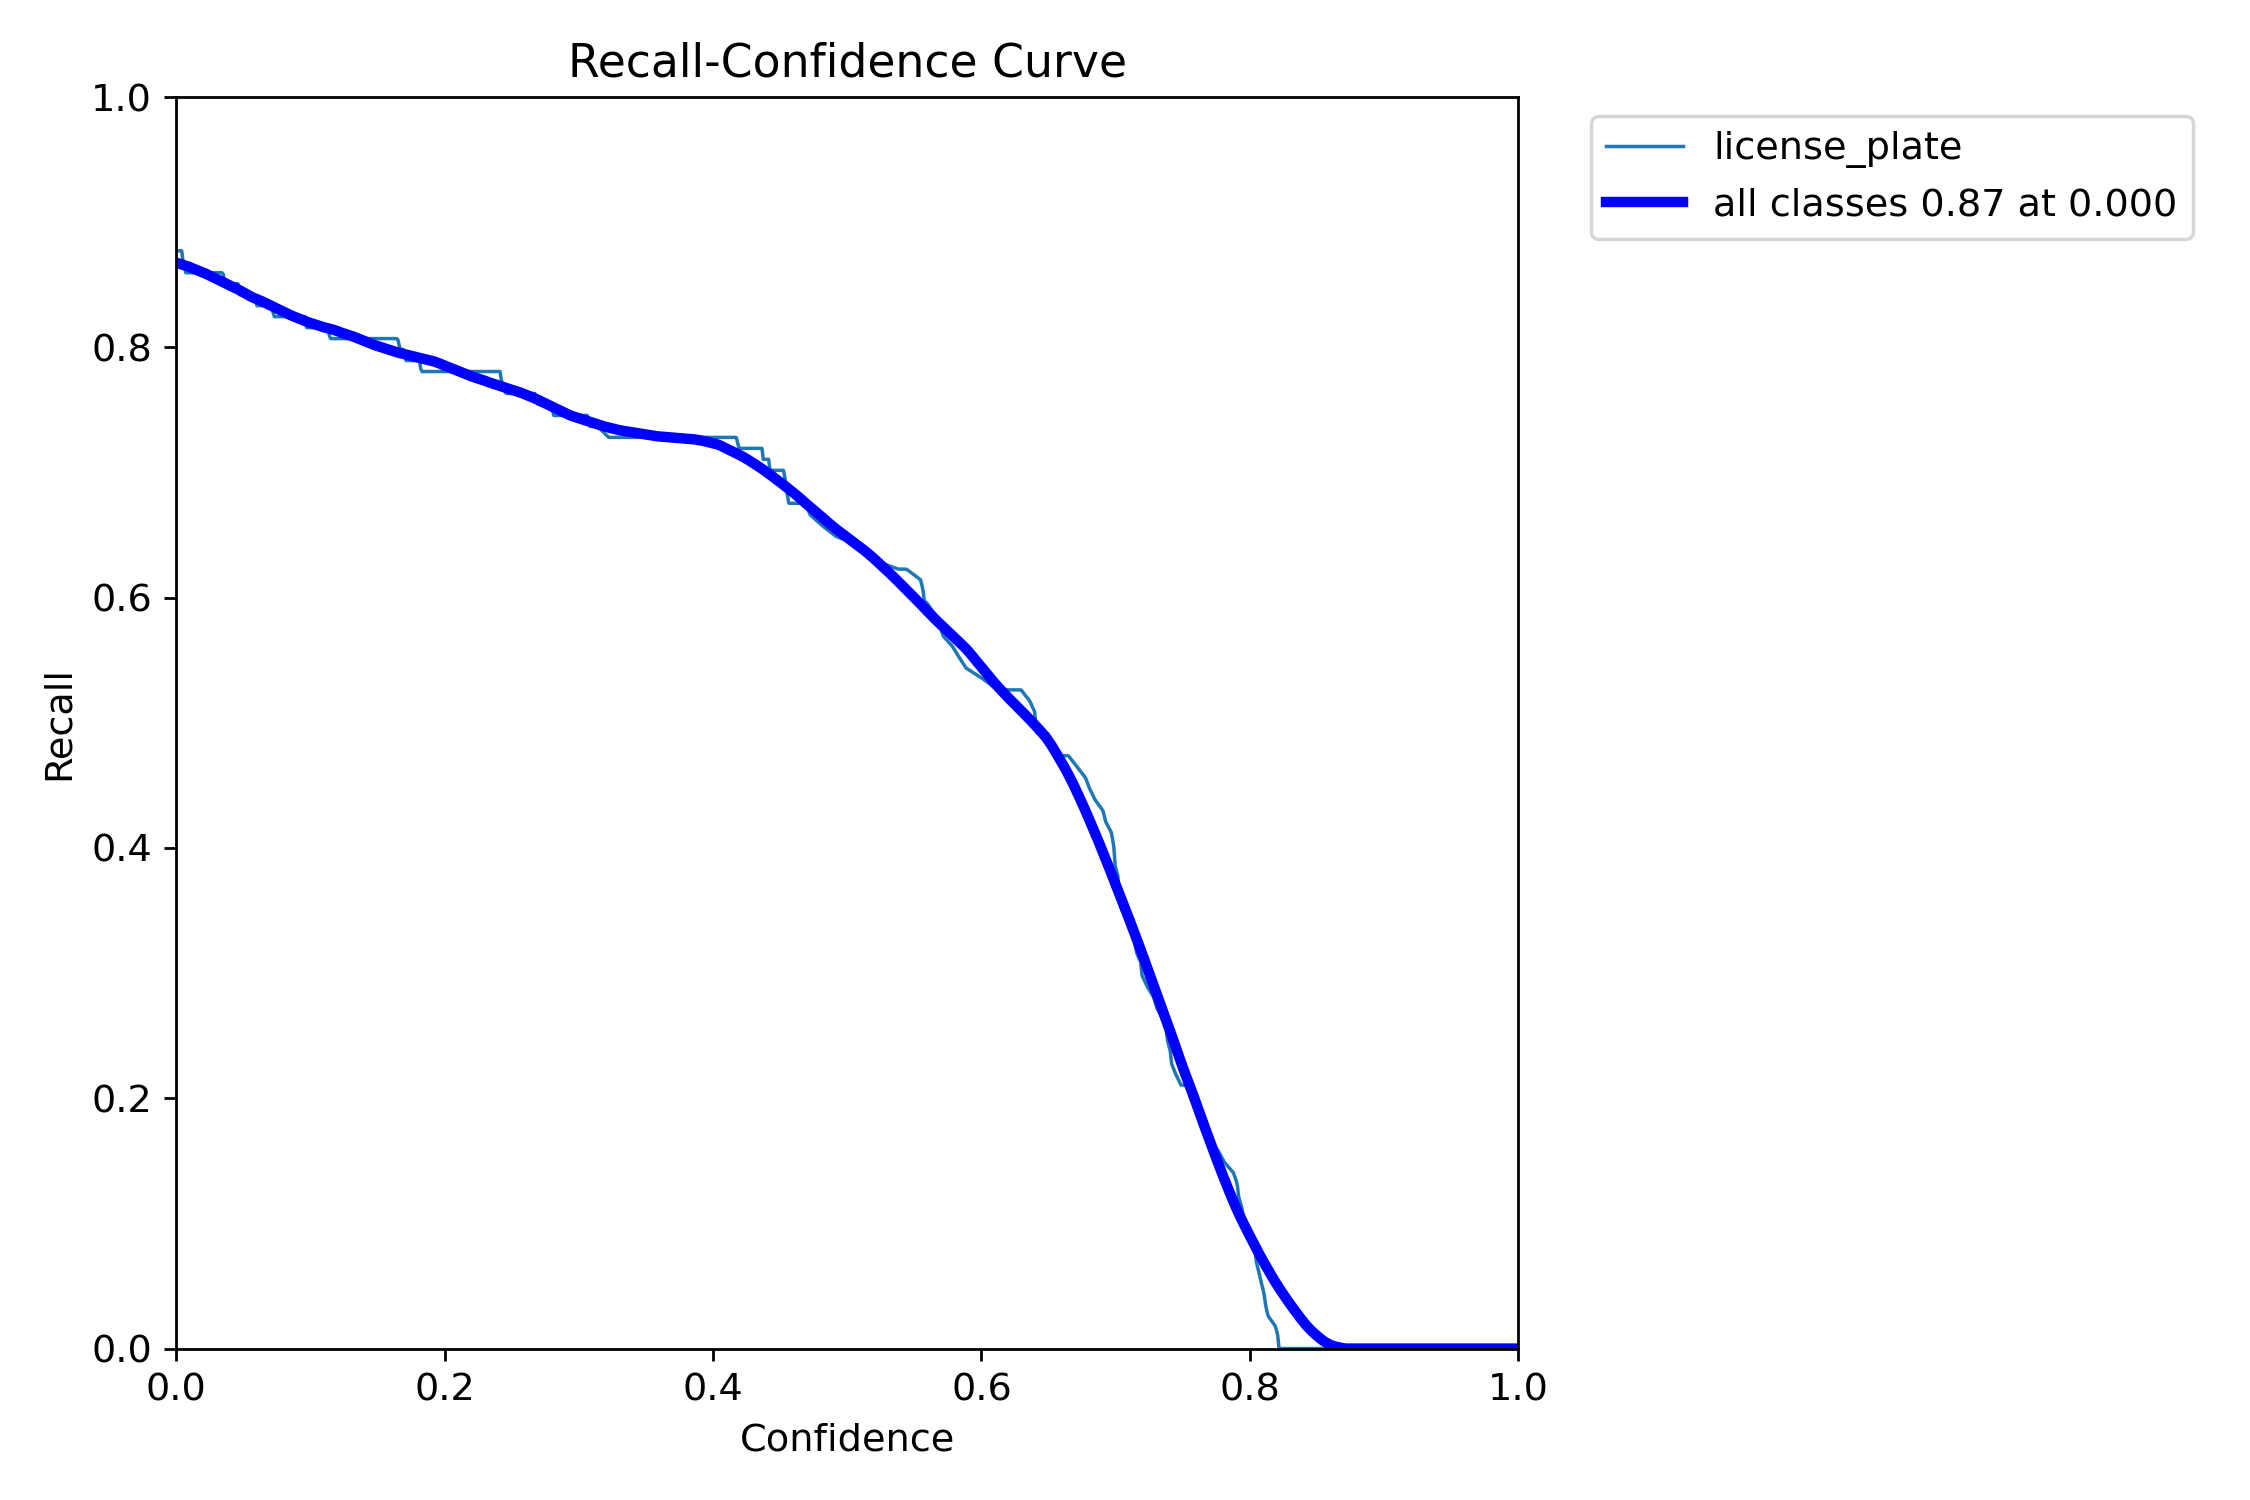 Recall-Confidence Curve
1.0
0.8
0.6
0.4
0.2
0.0
Recall
0.0 0.2 0.4 0.6 0.8 1.0
Confidence
license_plate
all classes 0.87 at 0.000